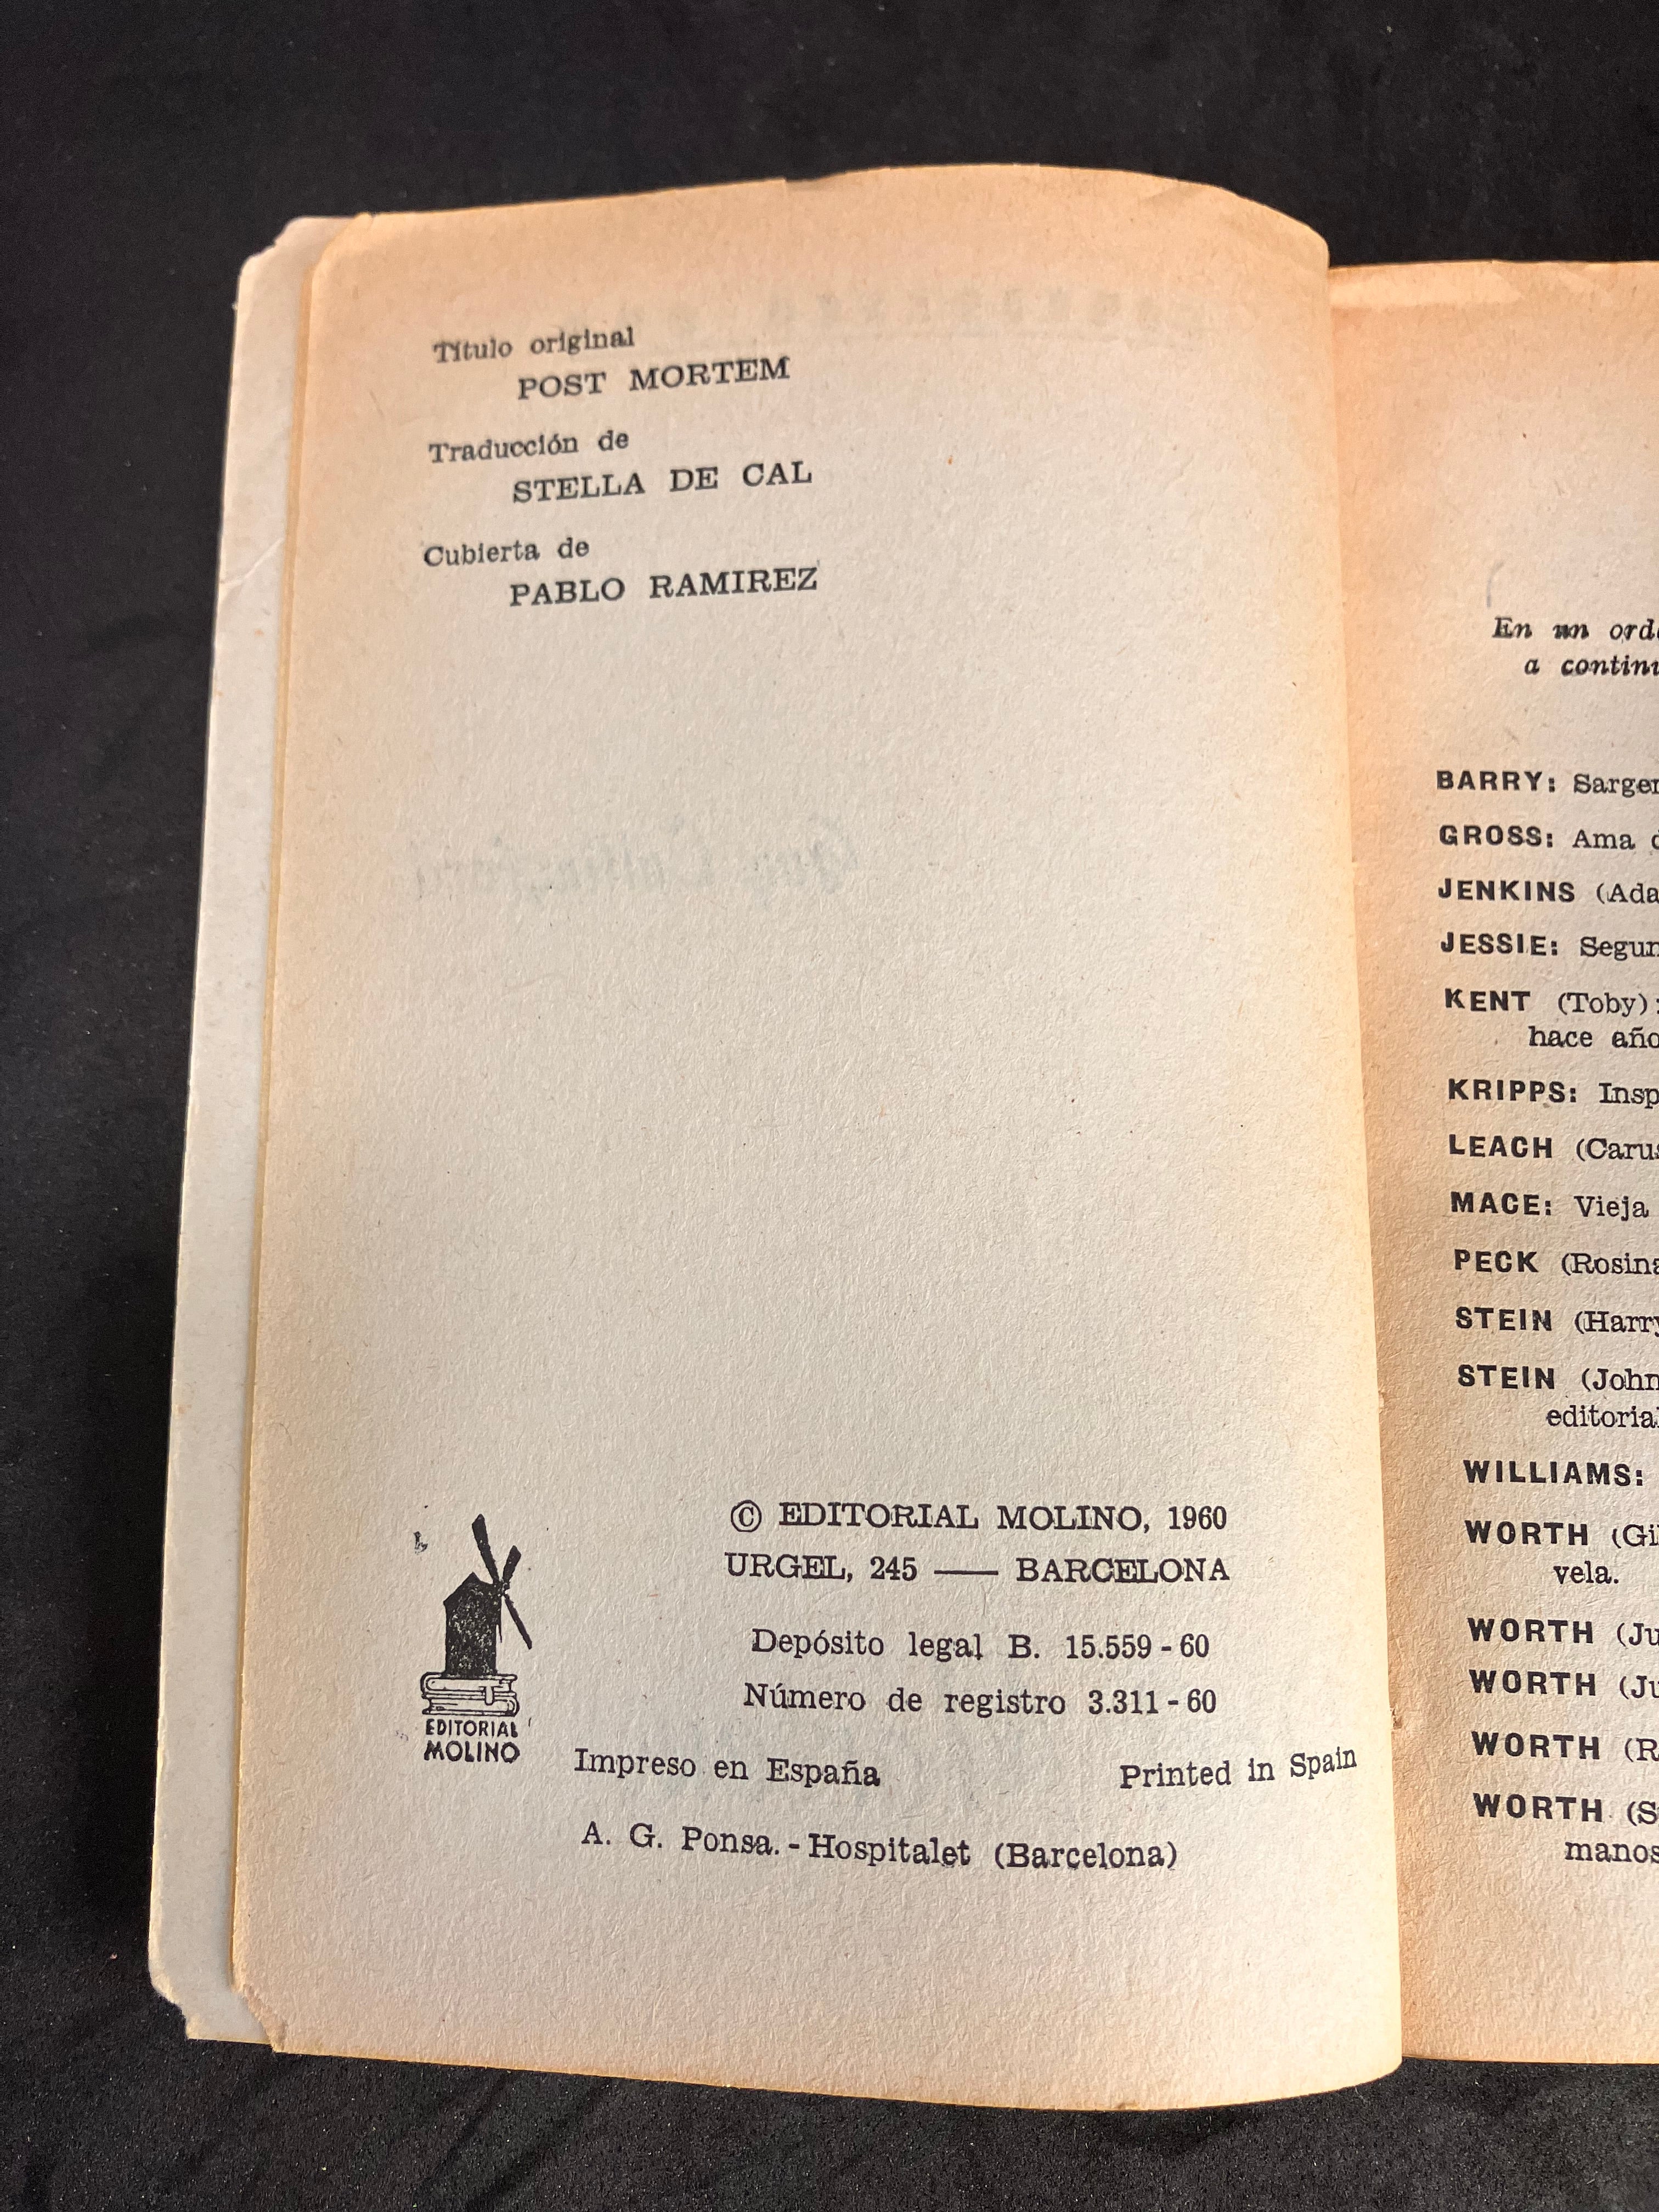 Título original
POST MORTEM
Traducción de
STELLA DE CAL
Cubierta de
PABLO RAMIREZ
© EDITORIAL MOLINO, 1960
URGEL, 245 — BARCELONA
Depósito legal B. 15.559 - 60
Número de registro 3.311 - 60
EDITORIAL
MOLINO
Impreso en España Printed in Spain
A. G. Ponsa. - Hospitalet (Barcelona)
En un
a
BARRY:
GROSS: Ama
JENKINS
JESSIE:
KENT (Toby):
hace
KRIPPS:
LEACH
MACE: Vieja
PECK
STEIN
STEIN
WILLIAMS:
WORTH
vela.
WORTH
WORTH
WORTH
WORTH